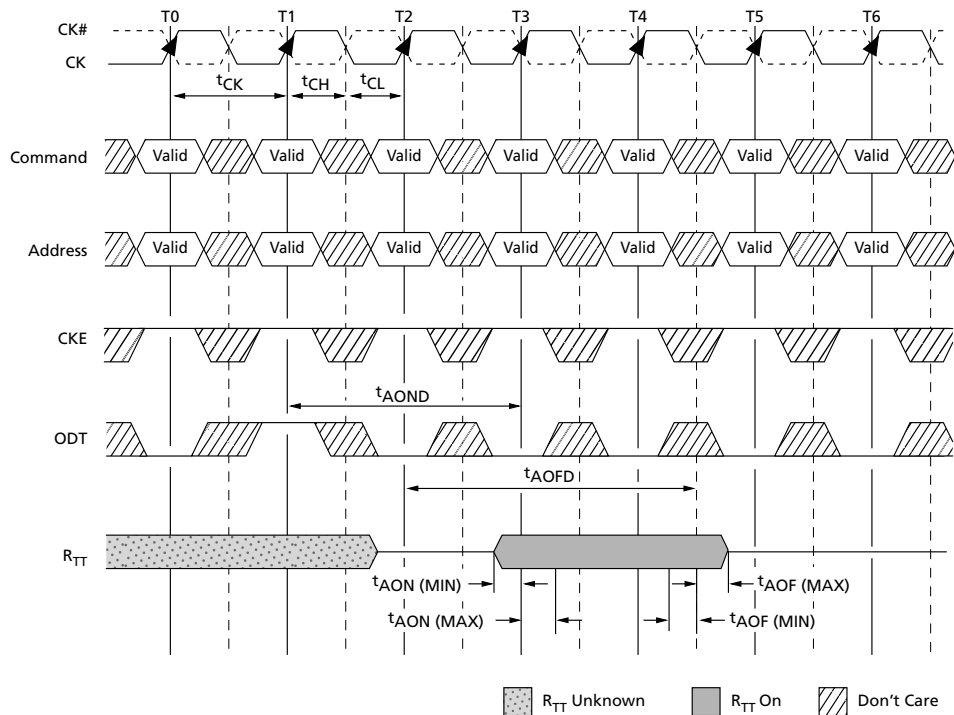 T0 T1 T2 T3 T4 T5 T6
CK#
CK
tCK tCH tCL
Command Valid Valid Valid Valid Valid Valid Valid
Address Valid Valid Valid Valid Valid Valid Valid
CKE
tAOND
ODT
tAOFD
RTT
tAON (MIN) tAOF (MAX)
tAON (MAX) tAOF (MIN)
RTT Unknown RTT On Don't Care